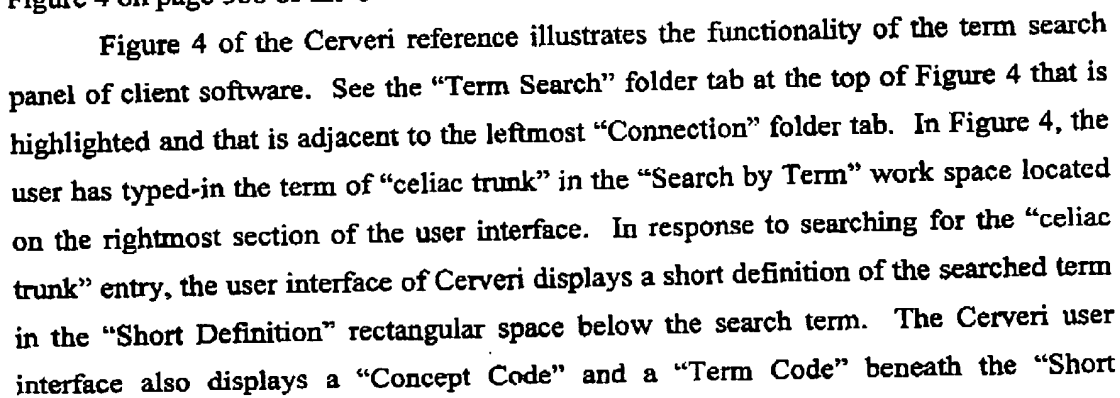 Figure 4 of the Cerveri reference illustrates the functionality of the term search
panel of client software. See the “Term Search” folder tab at the top of Figure 4 that is
highlighted and that is adjacent to the leftmost “Connection” folder tab. In Figure 4, the
user has typed-in the term of “celiac trunk” in the “Search by Term” work space located
on the rightmost section of the user interface. In response to searching for the “celiac
trunk” entry, the user interface of Cerveri displays a short definition of the searched term
in the “Short Definition” rectangular space below the search term. The Cerveri user
interface also displays a “Concept Code” and a “Term Code” beneath the “Short